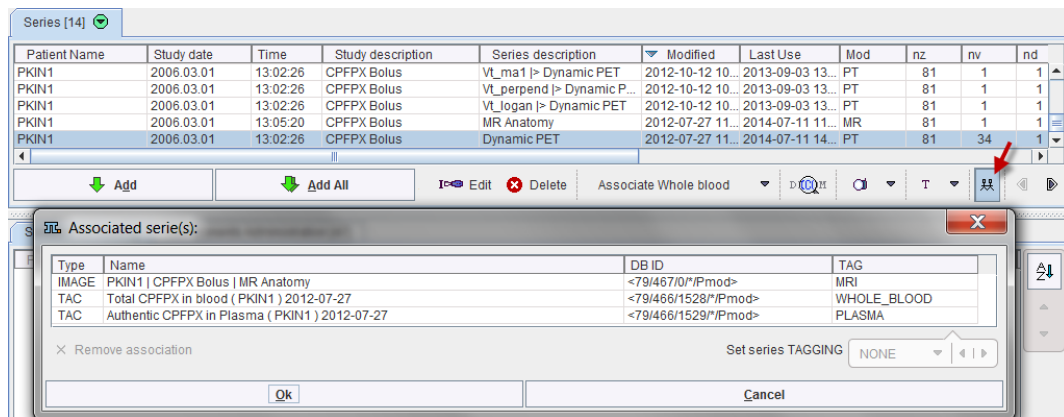 Series [14]
Patient Name Study date Time Study description Series description Modified Last Use Mod nz nv nd
PKIN1 2006.03.01 13:02:26 CPFPX Bolus Vt_ma1 |> Dynamic PET 2012-10-12 10... 2013-09-03 13... PT 81 1 1
PKIN1 2006.03.01 13:02:26 CPFPX Bolus Vt_perpend |> Dynamic P... 2012-10-12 10... 2013-09-03 13... PT 81 1 1
PKIN1 2006.03.01 13:02:26 CPFPX Bolus Vt_logan |> Dynamic PET 2012-10-12 10... 2013-09-03 13... PT 81 1 1
PKIN1 2006.03.01 13:05:20 CPFPX Bolus MR Anatomy 2012-07-27 11... 2014-07-11 11... MR 81 1 1
PKIN1 2006.03.01 13:02:26 CPFPX Bolus Dynamic PET 2012-07-27 11... 2014-07-11 14... PT 81 34 1
Add Add All Edit Delete Associate Whole blood T
Associated serie(s):
Type Name DB ID TAG
IMAGE PKIN1 | CPFPX Bolus | MR Anatomy <79/467/0/*/Pmod> MRI
TAC Total CPFPX in blood ( PKIN1 ) 2012-07-27 <79/466/1528/*/Pmod> WHOLE_BLOOD
TAC Authentic CPFPX in Plasma ( PKIN1 ) 2012-07-27 <79/466/1529/*/Pmod> PLASMA
Remove association Set series TAGGING NONE
Ok Cancel